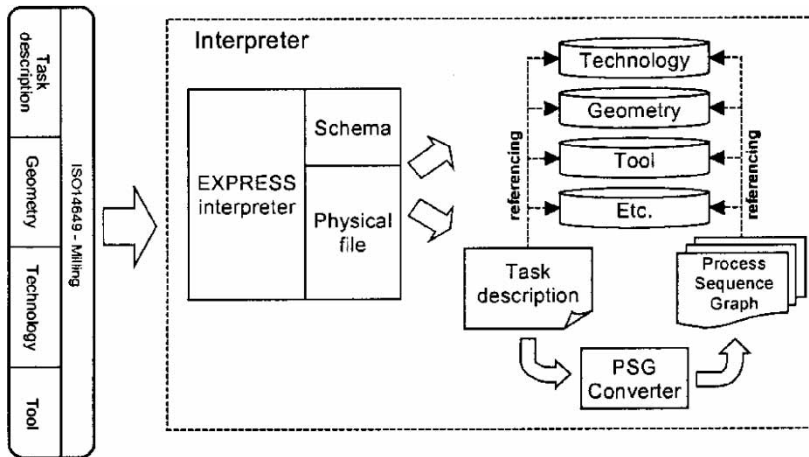 Task
description
Geometry
Technology
Tool
ISO14649 - Milling
Interpreter
EXPRESS
interpreter
Schema
Physical
file
Technology
Geometry
Tool
Etc.
referencing
referencing
Task
description
Process
Sequence
Graph
PSG
Converter